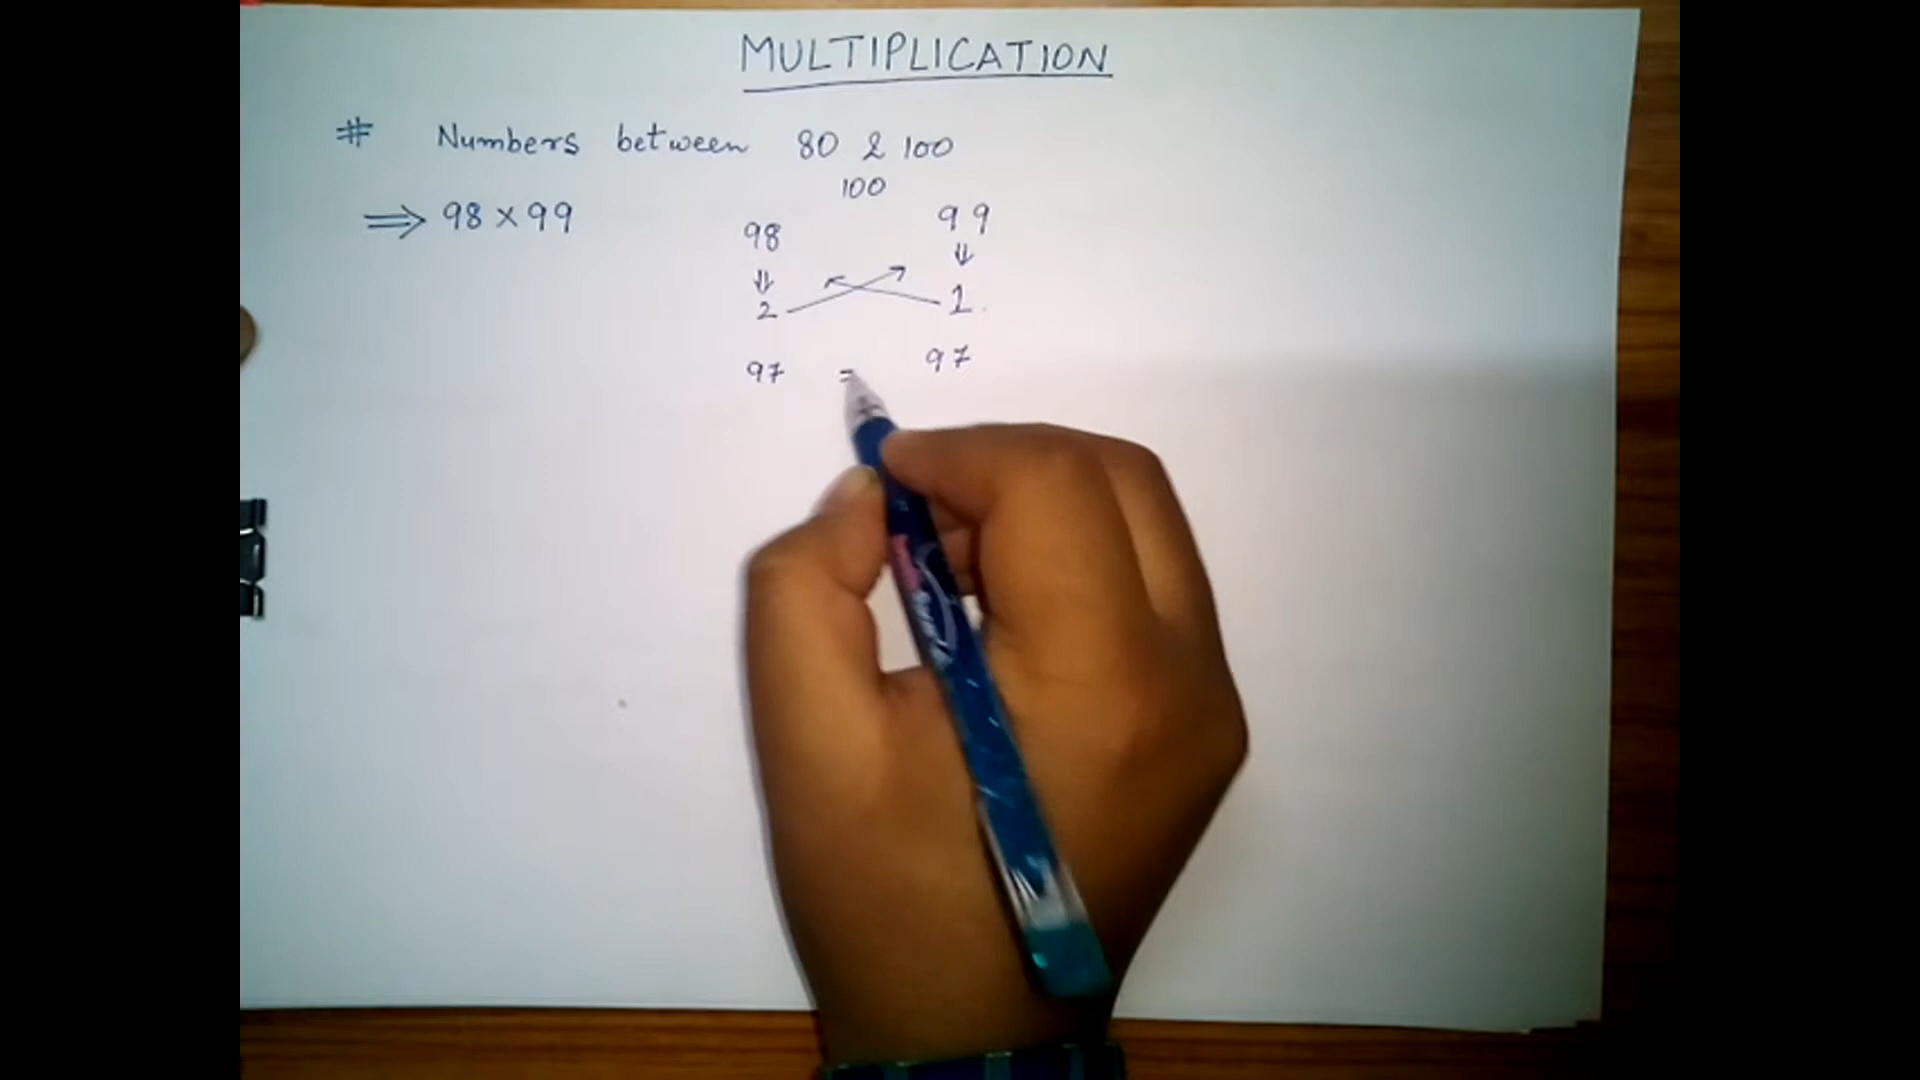 MULTIPLICATION
# Numbers between 80 & 100
100
⇒ 98 × 99
98 99
⇓ ⇓
2 1
97 = 97